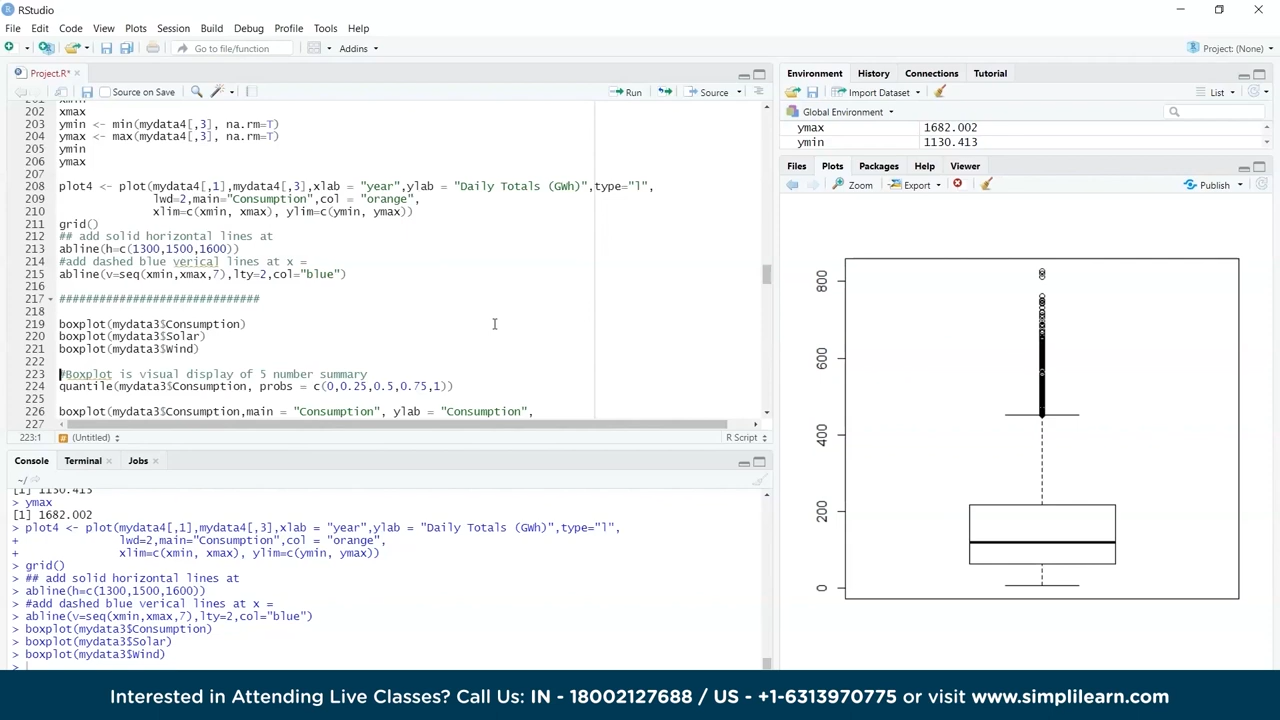 RStudio
File Edit Code View Plots Session Build Debug Profile Tools Help
Go to file/function Addins Project: (None)
Project.R*
Source on Save Run Source
202 xmax
203 ymin <- min(mydata4[,3], na.rm=T)
204 ymax <- max(mydata4[,3], na.rm=T)
205 ymin
206 ymax
207
208 plot4 <- plot(mydata4[,1],mydata4[,3],xlab = "year",ylab = "Daily Totals (GWh)",type="l",
209 lwd=2,main="Consumption",col = "orange",
210 xlim=c(xmin, xmax), ylim=c(ymin, ymax))
211 grid()
212 ## add solid horizontal lines at
213 abline(h=c(1300,1500,1600))
214 #add dashed blue verical lines at x =
215 abline(v=seq(xmin,xmax,7),lty=2,col="blue")
216
217 ##############################
218
219 boxplot(mydata3$Consumption)
220 boxplot(mydata3$Solar)
221 boxplot(mydata3$Wind)
222
223 #Boxplot is visual display of 5 number summary
224 quantile(mydata3$Consumption, probs = c(0,0.25,0.5,0.75,1))
225
226 boxplot(mydata3$Consumption,main = "Consumption", ylab = "Consumption",
227
223:1 (Untitled) R Script
Console Terminal Jobs
~/
[1] 1130.413
> ymax
[1] 1682.002
> plot4 <- plot(mydata4[,1],mydata4[,3],xlab = "year",ylab = "Daily Totals (GWh)",type="l",
+ lwd=2,main="Consumption",col = "orange",
+ xlim=c(xmin, xmax), ylim=c(ymin, ymax))
> grid()
> ## add solid horizontal lines at
> abline(h=c(1300,1500,1600))
> #add dashed blue verical lines at x =
> abline(v=seq(xmin,xmax,7),lty=2,col="blue")
> boxplot(mydata3$Consumption)
> boxplot(mydata3$Solar)
> boxplot(mydata3$Wind)
>
Environment History Connections Tutorial
Import Dataset List
Global Environment
ymax 1682.002
ymin 1130.413
Files Plots Packages Help Viewer
Zoom Export Publish
800
600
400
200
0
Interested in Attending Live Classes? Call Us: IN - 18002127688 / US - +1-6313970775 or visit www.simplilearn.com